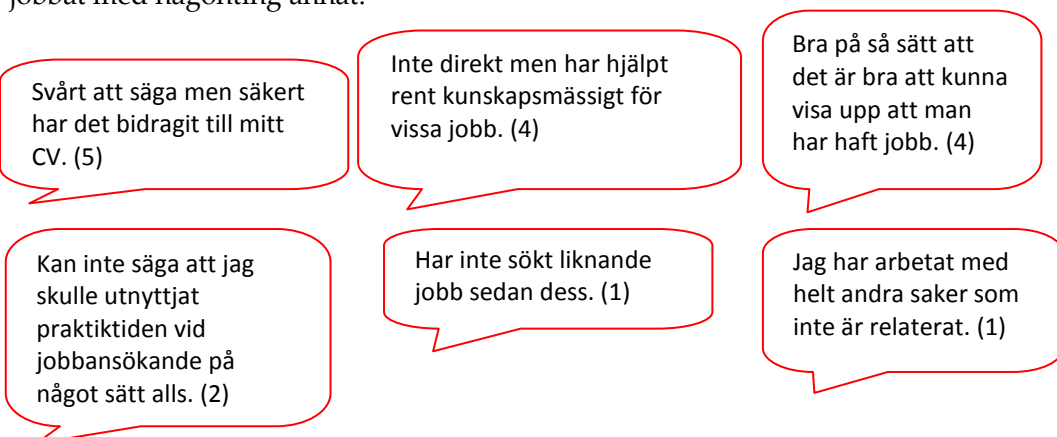 jobbat med någonting annat.
Svårt att säga men säkert
har det bidragit till mitt
CV. (5)
Inte direkt men har hjälpt
rent kunskapsmässigt för
vissa jobb. (4)
Bra på så sätt att
det är bra att kunna
visa upp att man
har haft jobb. (4)
Kan inte säga att jag
skulle utnyttjat
praktiktiden vid
jobbansökande på
något sätt alls. (2)
Har inte sökt liknande
jobb sedan dess. (1)
Jag har arbetat med
helt andra saker som
inte är relaterat. (1)